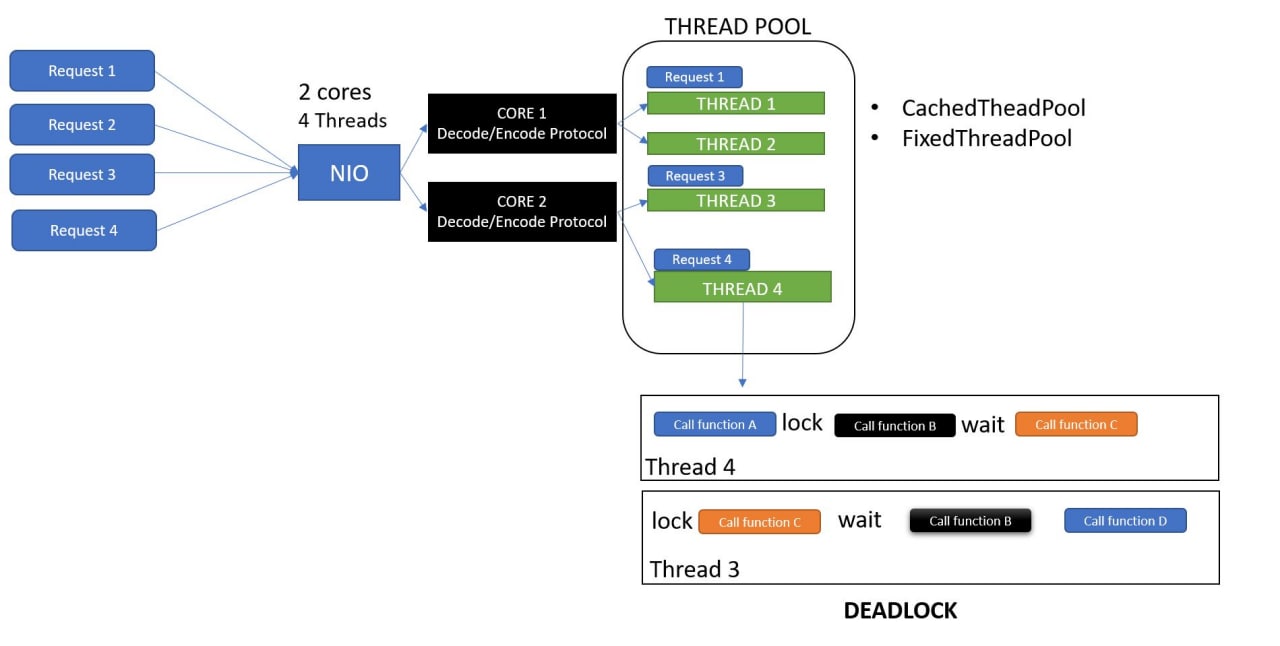 THREAD POOL
Request 1
Request 2
Request 3
Request 4
2 cores
4 Threads
NIO
CORE 1
Decode/Encode Protocol
CORE 2
Decode/Encode Protocol
Request 1
THREAD 1
THREAD 2
Request 3
THREAD 3
Request 4
THREAD 4
• CachedTheadPool
• FixedThreadPool
Call function A lock Call function B wait Call function C
Thread 4
lock Call function C wait Call function B Call function D
Thread 3
DEADLOCK